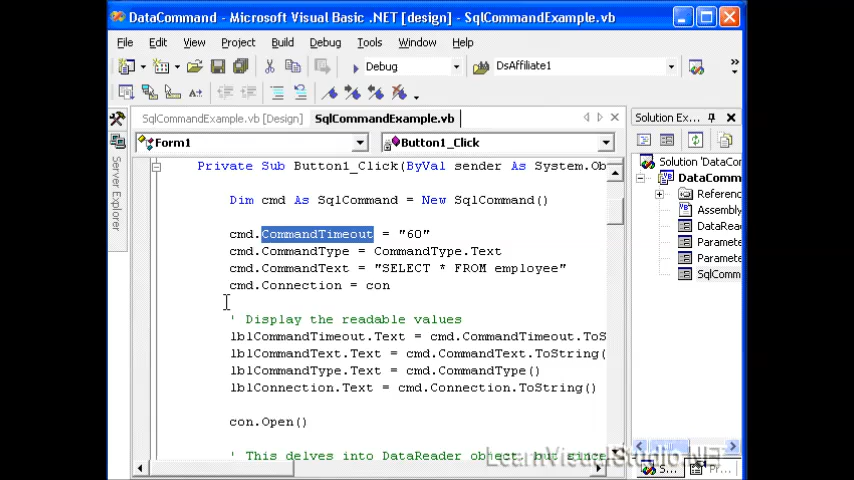 DataCommand - Microsoft Visual Basic .NET [design] - SqlCommandExample.vb
File Edit View Project Build Debug Tools Window Help
Debug DsAffiliate1
SqlCommandExample.vb [Design] SqlCommandExample.vb
Solution Ex...
Form1 Button1_Click
Server Explorer
Private Sub Button1_Click(ByVal sender As System.Ob
Dim cmd As SqlCommand = New SqlCommand()
cmd.CommandTimeout = "60"
cmd.CommandType = CommandType.Text
cmd.CommandText = "SELECT * FROM employee"
cmd.Connection = con
' Display the readable values
lblCommandTimeout.Text = cmd.CommandTimeout.ToS
lblCommandText.Text = cmd.CommandText.ToString(
lblCommandType.Text = cmd.CommandType()
lblConnection.Text = cmd.Connection.ToString()
con.Open()
' This delves into DataReader object, but since
Solution 'DataCo
DataComm
Referenc
Assembly
DataRea
Parame
Parame
SqlComm
LearnVisualStudio.NET
S...